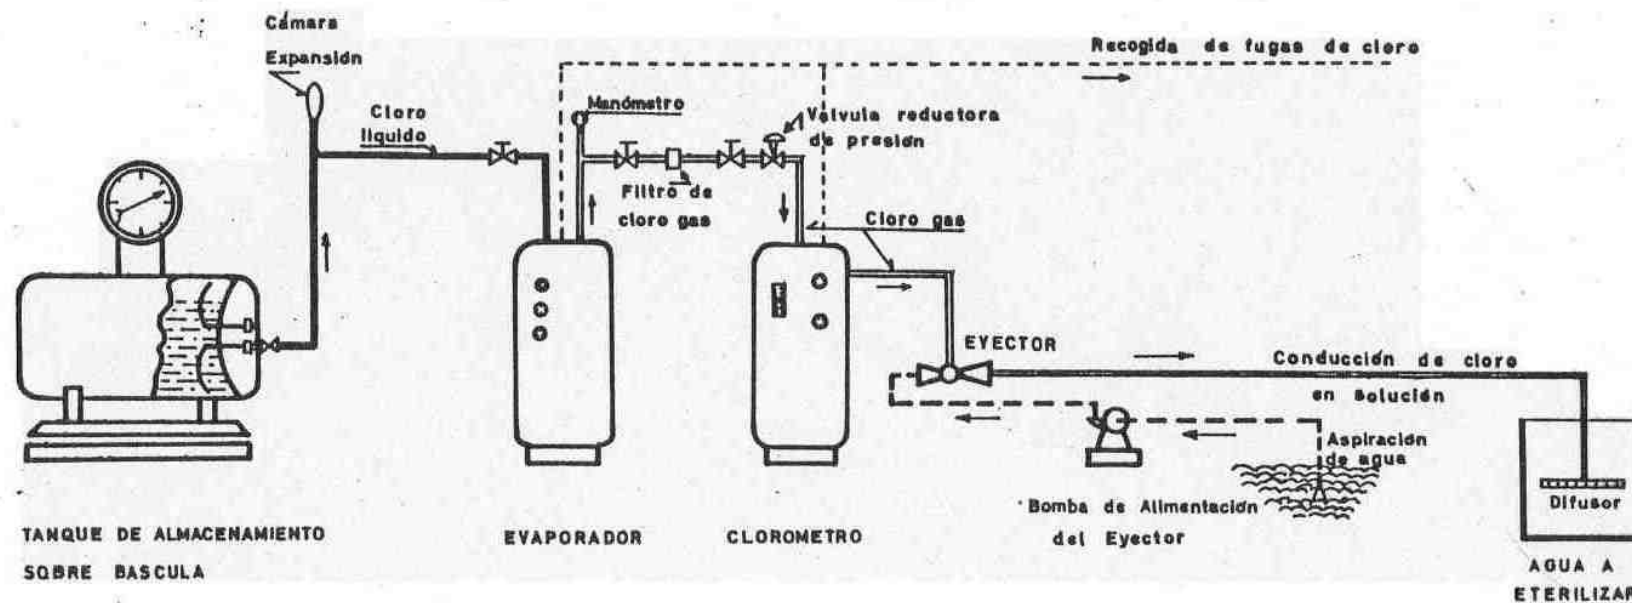 Cámara
Expansión
Cloro
líquido
Manómetro
Recogida de fugas de cloro
Válvula reductora
de presión
Filtro de
cloro gas
Cloro gas
EYECTOR
Conducción de cloro
en Solución
Aspiración
de agua
Bomba de Alimentación
del Eyector
Difusor
TANQUE DE ALMACENAMIENTO
SOBRE BASCULA
EVAPORADOR
CLOROMETRO
AGUA A
ETERILIZAR